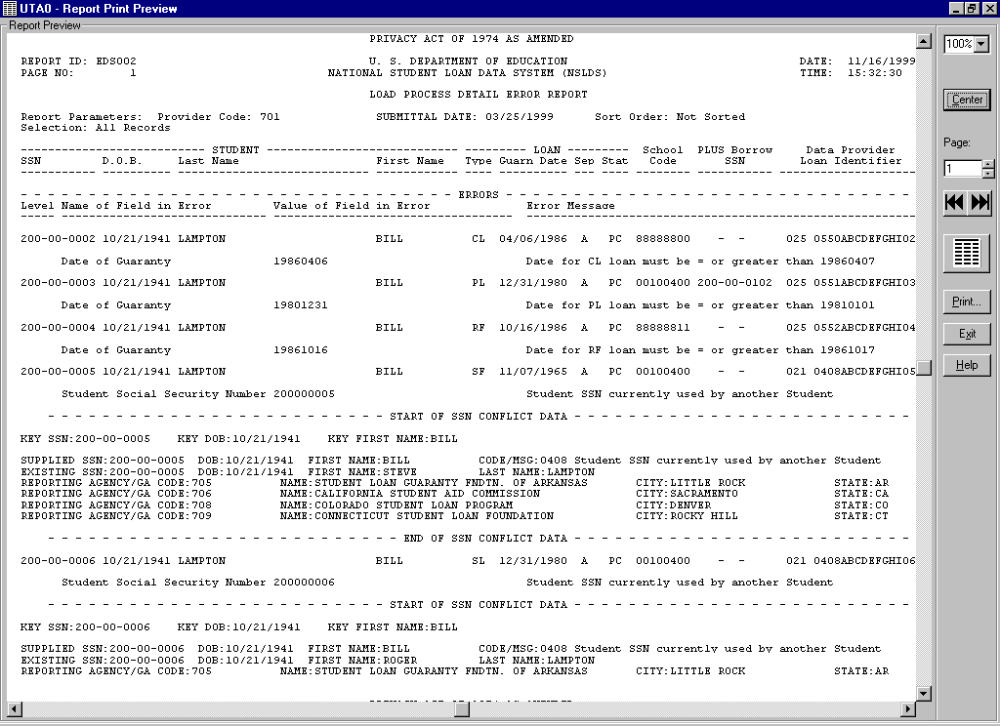 UTA0 - Report Print Preview
Report Preview
PRIVACY ACT OF 1974 AS AMENDED
REPORT ID: EDS002 U. S. DEPARTMENT OF EDUCATION DATE: 11/16/1999
PAGE NO: 1 NATIONAL STUDENT LOAN DATA SYSTEM (NSLDS) TIME: 15:32:30
LOAD PROCESS DETAIL ERROR REPORT
Report Parameters: Provider Code: 701 SUBMITTAL DATE: 03/25/1999 Sort Order: Not Sorted
Selection: All Records
STUDENT LOAN School PLUS Borrow Data Provider
SSN D.O.B. Last Name First Name Type Guarn Date Sep Stat Code SSN Loan Identifier
ERRORS
Level Name of Field in Error Value of Field in Error Error Message
200-00-0002 10/21/1941 LAMPTON BILL CL 04/06/1986 A PC 88888800 - - 025 0550ABCDEFGHI02
Date of Guaranty 19860406 Date for CL loan must be = or greater than 19860407
200-00-0003 10/21/1941 LAMPTON BILL PL 12/31/1980 A PC 00100400 200-00-0102 025 0551ABCDEFGHI03
Date of Guaranty 19801231 Date for PL loan must be = or greater than 19810101
200-00-0004 10/21/1941 LAMPTON BILL RF 10/16/1986 A PC 88888811 - - 025 0552ABCDEFGHI04
Date of Guaranty 19861016 Date for RF loan must be = or greater than 19861017
200-00-0005 10/21/1941 LAMPTON BILL SF 11/07/1965 A PC 00100400 - - 021 0408ABCDEFGHI05
Student Social Security Number 200000005 Student SSN currently used by another Student
START OF SSN CONFLICT DATA
KEY SSN:200-00-0005 KEY DOB:10/21/1941 KEY FIRST NAME:BILL
SUPPLIED SSN:200-00-0005 DOB:10/21/1941 FIRST NAME:BILL CODE/MSG:0408 Student SSN currently used by another Student
EXISTING SSN:200-00-0005 DOB:10/21/1941 FIRST NAME:STEVE LAST NAME:LAMPTON
REPORTING AGENCY/GA CODE:705 NAME:STUDENT LOAN GUARANTY FNDTN. OF ARKANSAS CITY:LITTLE ROCK STATE:AR
REPORTING AGENCY/GA CODE:706 NAME:CALIFORNIA STUDENT AID COMMISSION CITY:SACRAMENTO STATE:CA
REPORTING AGENCY/GA CODE:708 NAME:COLORADO STUDENT LOAN PROGRAM CITY:DENVER STATE:CO
REPORTING AGENCY/GA CODE:709 NAME:CONNECTICUT STUDENT LOAN FOUNDATION CITY:ROCKY HILL STATE:CT
END OF SSN CONFLICT DATA
200-00-0006 10/21/1941 LAMPTON BILL SL 12/31/1980 A PC 00100400 - - 021 0408ABCDEFGHI06
Student Social Security Number 200000006 Student SSN currently used by another Student
START OF SSN CONFLICT DATA
KEY SSN:200-00-0006 KEY DOB:10/21/1941 KEY FIRST NAME:BILL
SUPPLIED SSN:200-00-0006 DOB:10/21/1941 FIRST NAME:BILL CODE/MSG:0408 Student SSN currently used by another Student
EXISTING SSN:200-00-0006 DOB:10/21/1941 FIRST NAME:ROGER LAST NAME:LAMPTON
REPORTING AGENCY/GA CODE:705 NAME:STUDENT LOAN GUARANTY FNDTN. OF ARKANSAS CITY:LITTLE ROCK STATE:AR
100%
Center
Page:
1
Print...
Exit
Help